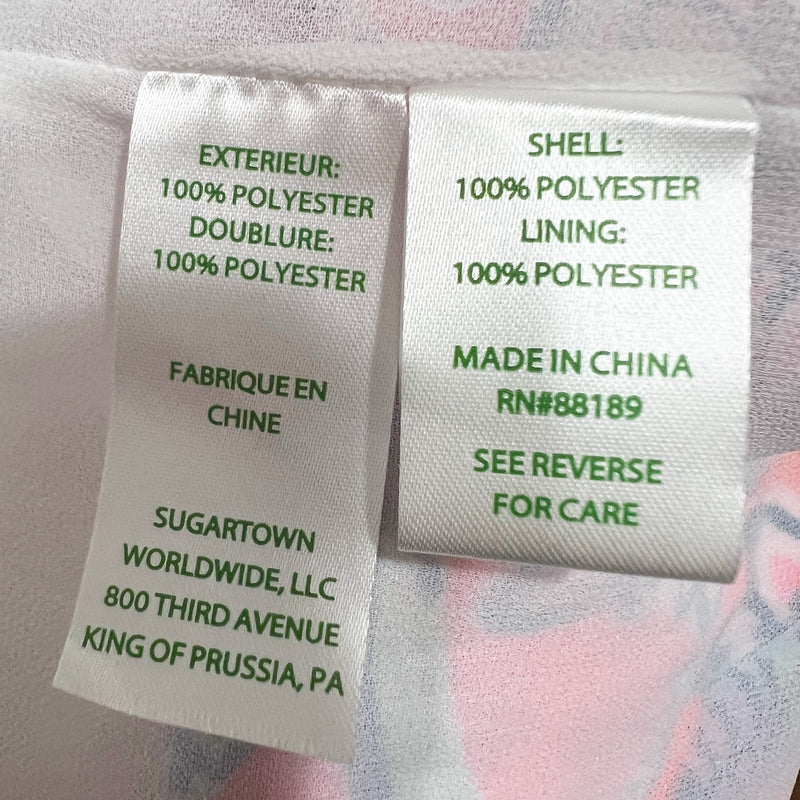 EXTERIEUR:
100% POLYESTER
DOUBLURE:
100% POLYESTER
FABRIQUE EN
CHINE
SUGARTOWN
WORLDWIDE, LLC
800 THIRD AVENUE
KING OF PRUSSIA, PA
SHELL:
100% POLYESTER
LINING:
100% POLYESTER
MADE IN CHINA
RN#88189
SEE REVERSE
FOR CARE